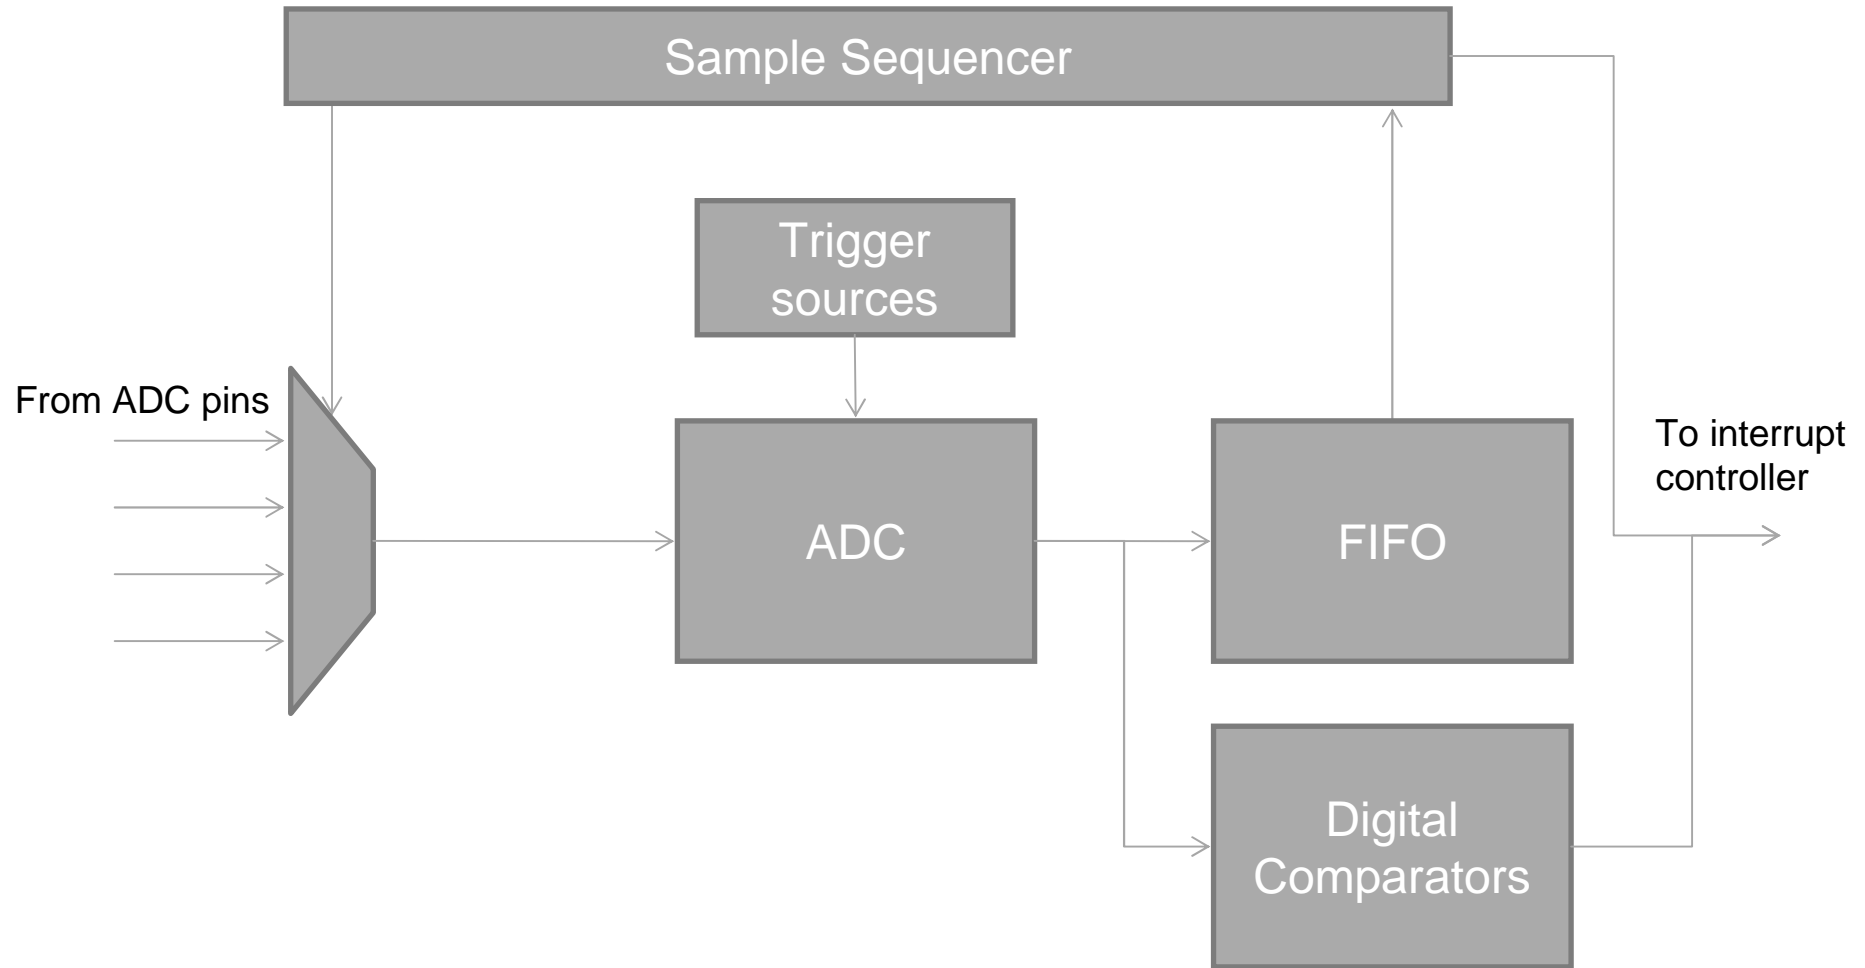 Sample Sequencer
Trigger
sources
From ADC pins
To interrupt
controller
ADC
FIFO
Digital
Comparators